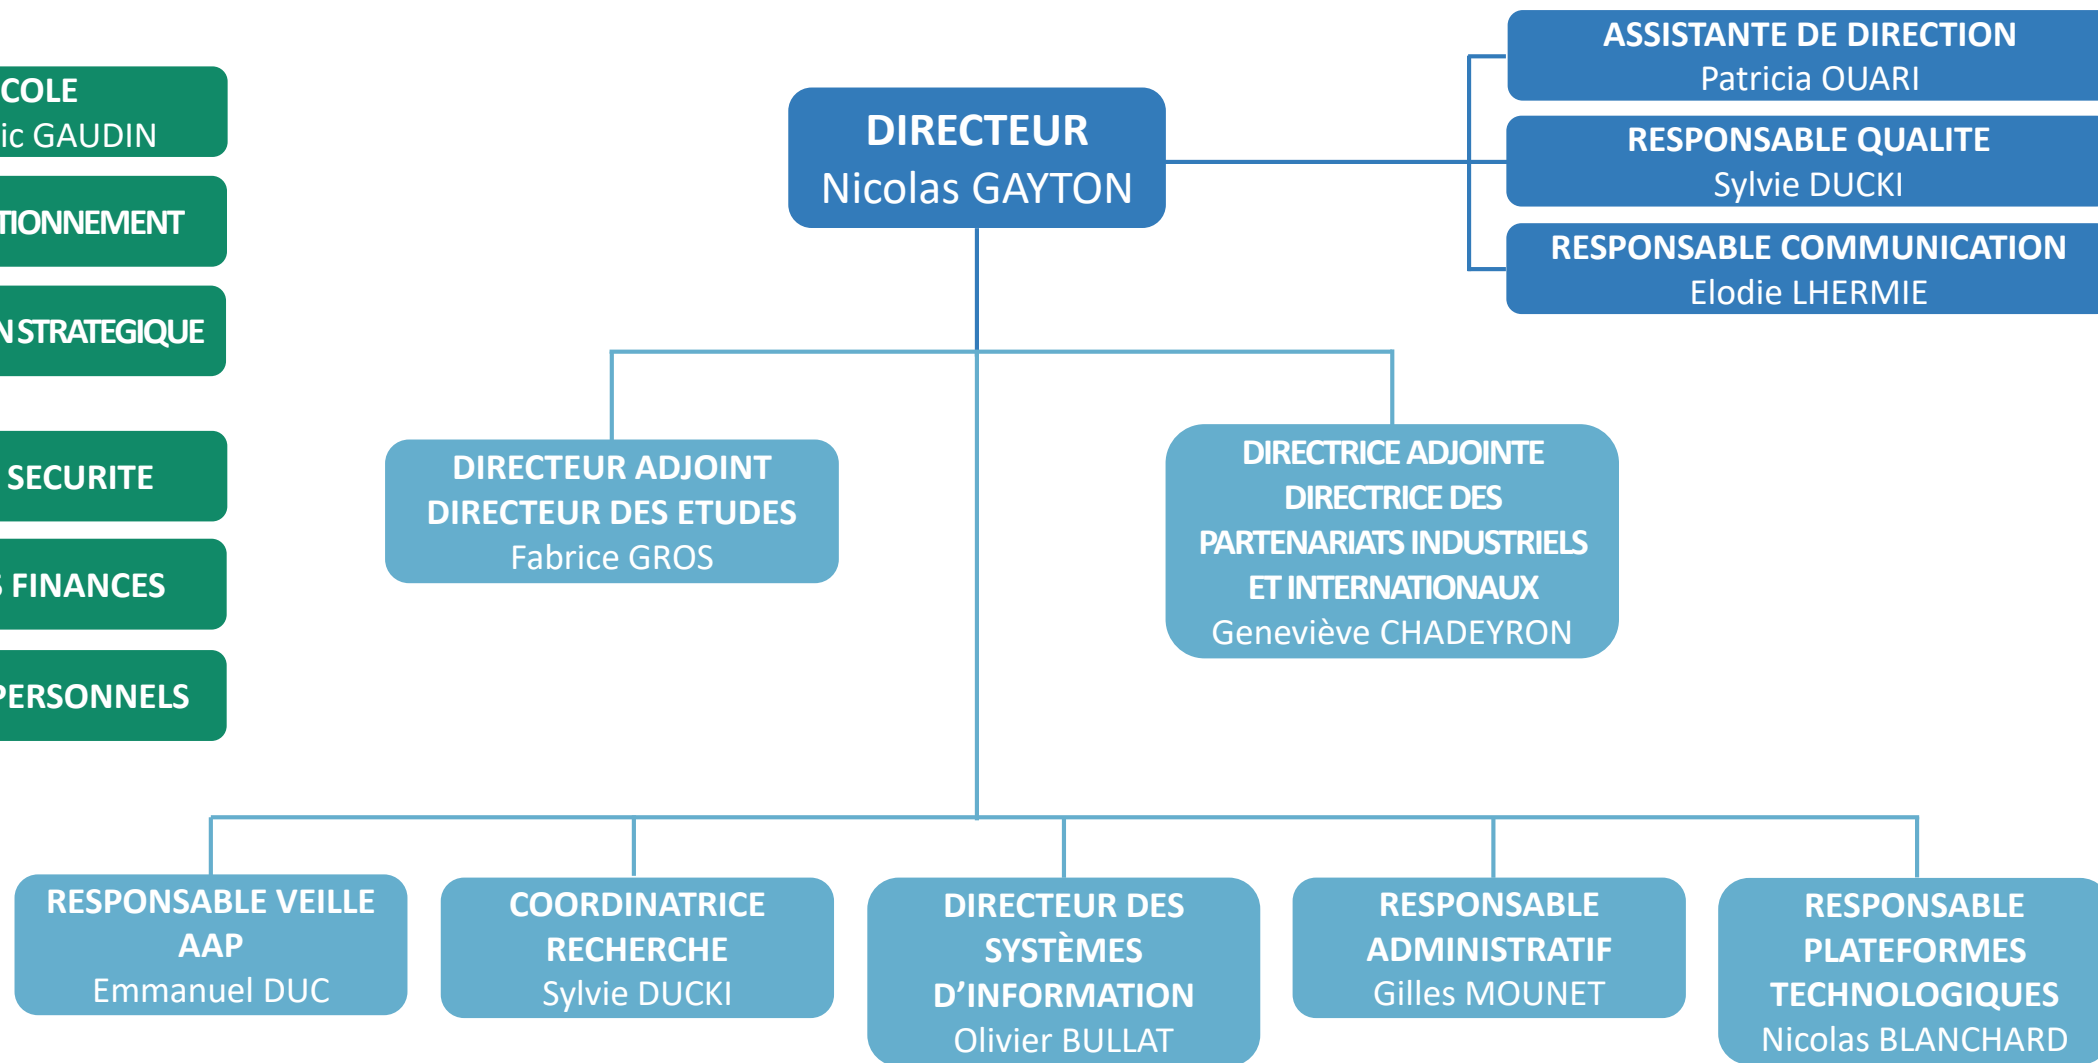 COLE
ic GAUDIN
TIONNEMENT
N STRATEGIQUE
SECURITE
S FINANCES
PERSONNELS
DIRECTEUR
Nicolas GAYTON
ASSISTANTE DE DIRECTION
Patricia OUARI
RESPONSABLE QUALITE
Sylvie DUCKI
RESPONSABLE COMMUNICATION
Elodie LHERMIE
DIRECTEUR ADJOINT
DIRECTEUR DES ETUDES
Fabrice GROS
DIRECTRICE ADJOINTE
DIRECTRICE DES
PARTENARIATS INDUSTRIELS
ET INTERNATIONAUX
Geneviève CHADEYRON
RESPONSABLE VEILLE
AAP
Emmanuel DUC
COORDINATRICE
RECHERCHE
Sylvie DUCKI
DIRECTEUR DES
SYSTÈMES
D’INFORMATION
Olivier BULLAT
RESPONSABLE
ADMINISTRATIF
Gilles MOUNET
RESPONSABLE
PLATEFORMES
TECHNOLOGIQUES
Nicolas BLANCHARD